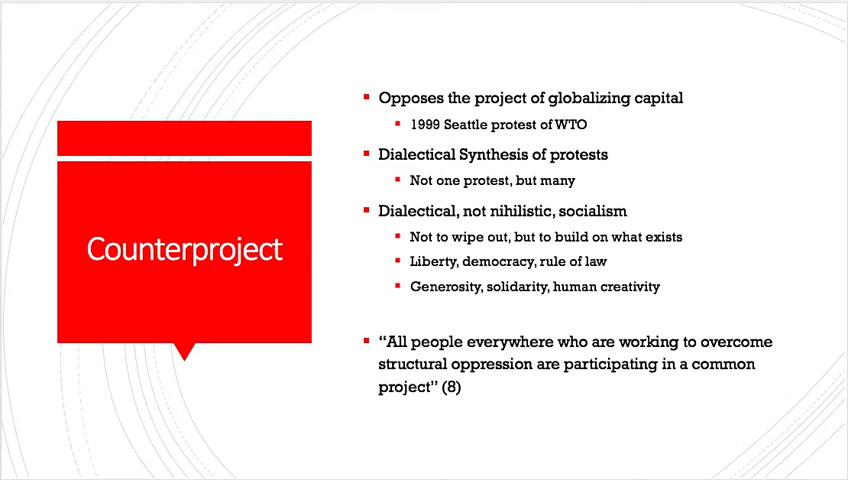 Counterproject
Opposes the project of globalizing capital
1999 Seattle protest of WTO
Dialectical Synthesis of protests
Not one protest, but many
Dialectical, not nihilistic, socialism
Not to wipe out, but to build on what exists
Liberty, democracy, rule of law
Generosity, solidarity, human creativity
“All people everywhere who are working to overcome
structural oppression are participating in a common
project” (8)